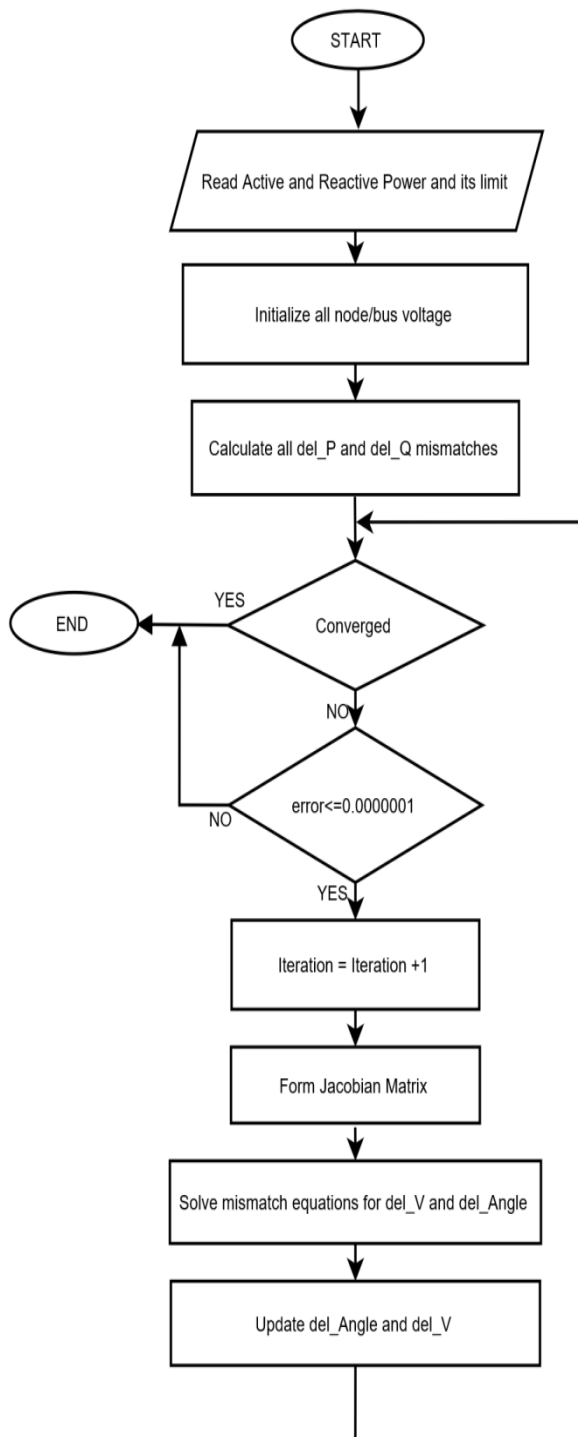 START
Read Active and Reactive Power and its limit
Initialize all node/bus voltage
Calculate all del_P and del_Q mismatches
YES
END
Converged
NO
error<=0.0000001
NO
YES
Iteration = Iteration +1
Form Jacobian Matrix
Solve mismatch equations for del_V and del_Angle
Update del_Angle and del_V